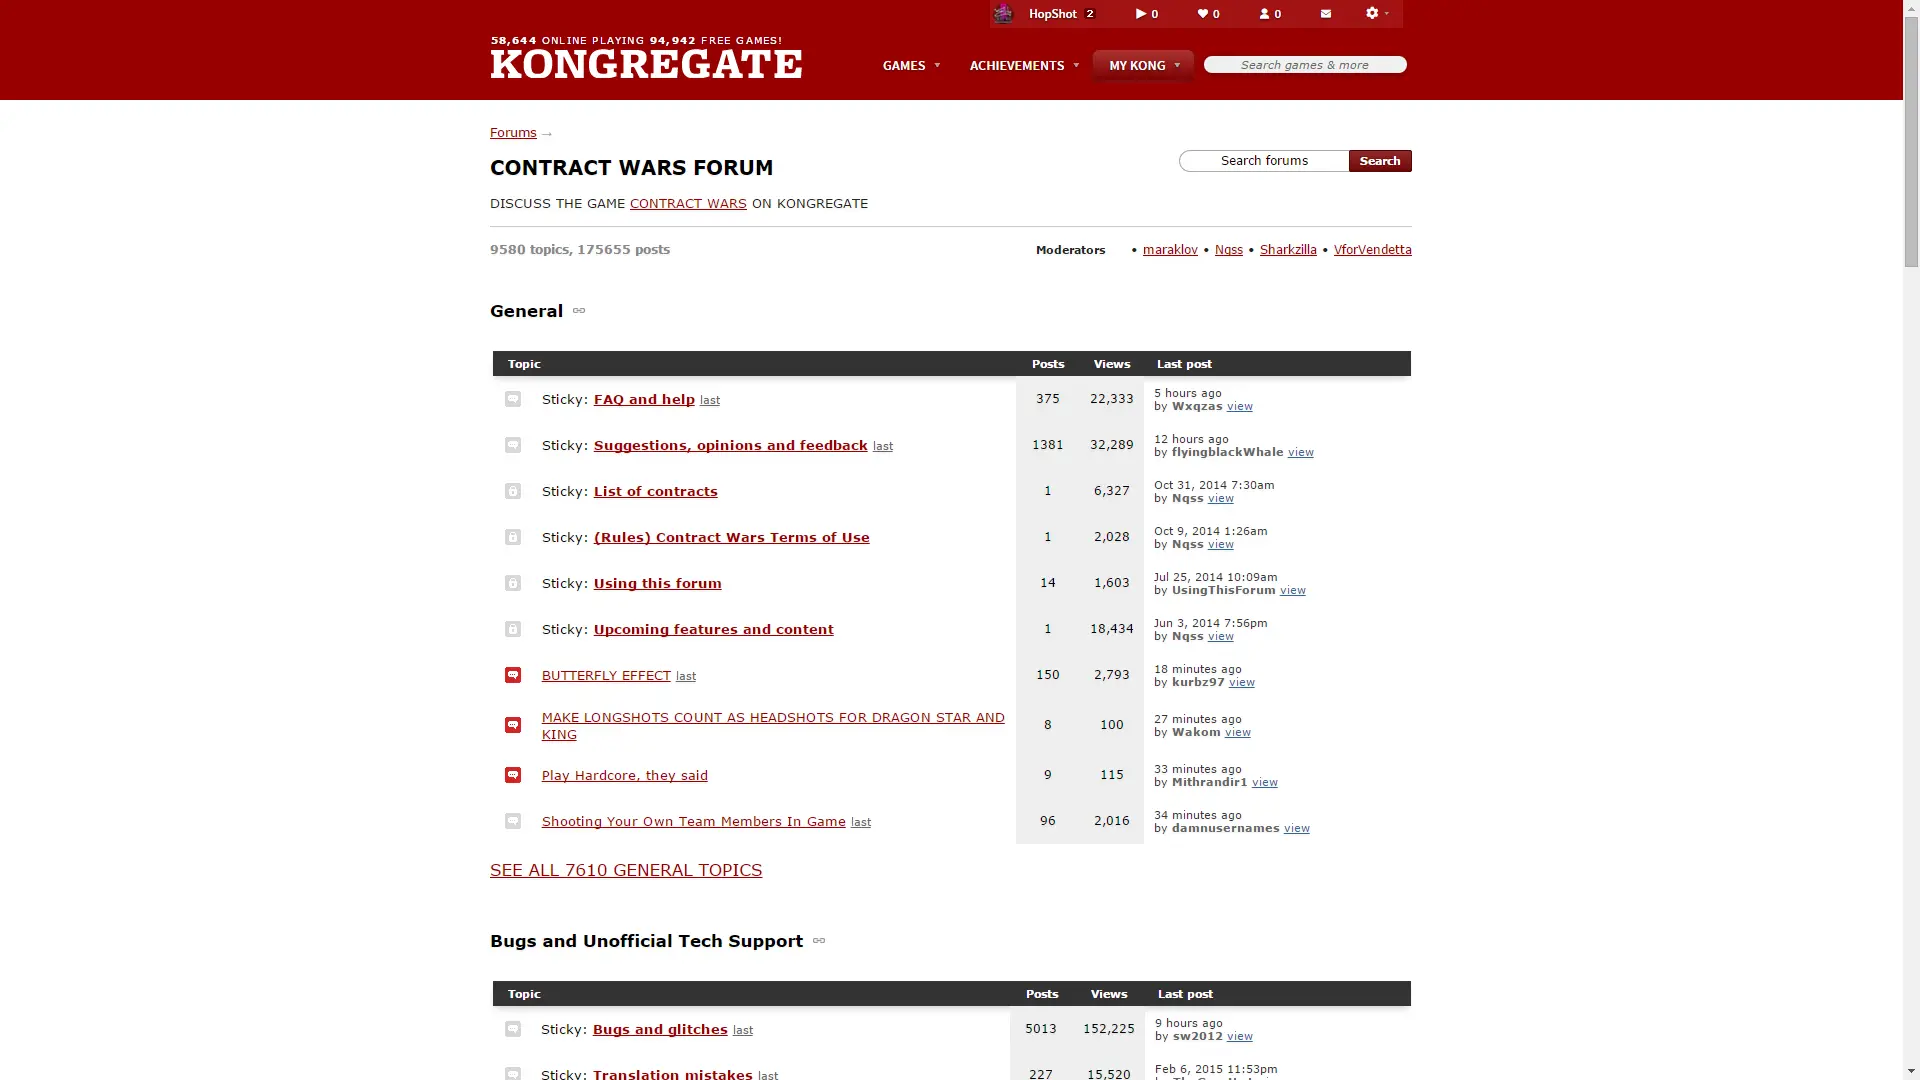 HopShot 2 0 0 0
58,644 ONLINE PLAYING 94,942 FREE GAMES!
KONGREGATE
GAMES ACHIEVEMENTS MY KONG Search games & more
Forums →
CONTRACT WARS FORUM
Search forums Search
DISCUSS THE GAME CONTRACT WARS ON KONGREGATE
9580 topics, 175655 posts
Moderators • maraklov • Nqss • Sharkzilla • VforVendetta
General
Topic Posts Views Last post
Sticky: FAQ and help last 375 22,333 5 hours ago
by Wxqzas view
Sticky: Suggestions, opinions and feedback last 1381 32,289 12 hours ago
by flyingblackWhale view
Sticky: List of contracts 1 6,327 Oct 31, 2014 7:30am
by Nqss view
Sticky: (Rules) Contract Wars Terms of Use 1 2,028 Oct 9, 2014 1:26am
by Nqss view
Sticky: Using this forum 14 1,603 Jul 25, 2014 10:09am
by UsingThisForum view
Sticky: Upcoming features and content 1 18,434 Jun 3, 2014 7:56pm
by Nqss view
BUTTERFLY EFFECT last 150 2,793 18 minutes ago
by kurbz97 view
MAKE LONGSHOTS COUNT AS HEADSHOTS FOR DRAGON STAR AND
KING 8 100 27 minutes ago
by Wakom view
Play Hardcore, they said 9 115 33 minutes ago
by Mithrandir1 view
Shooting Your Own Team Members In Game last 96 2,016 34 minutes ago
by damnusernames view
SEE ALL 7610 GENERAL TOPICS
Bugs and Unofficial Tech Support
Topic Posts Views Last post
Sticky: Bugs and glitches last 5013 152,225 9 hours ago
by sw2012 view
Sticky: Translation mistakes last 227 15,520 Feb 6, 2015 11:53pm